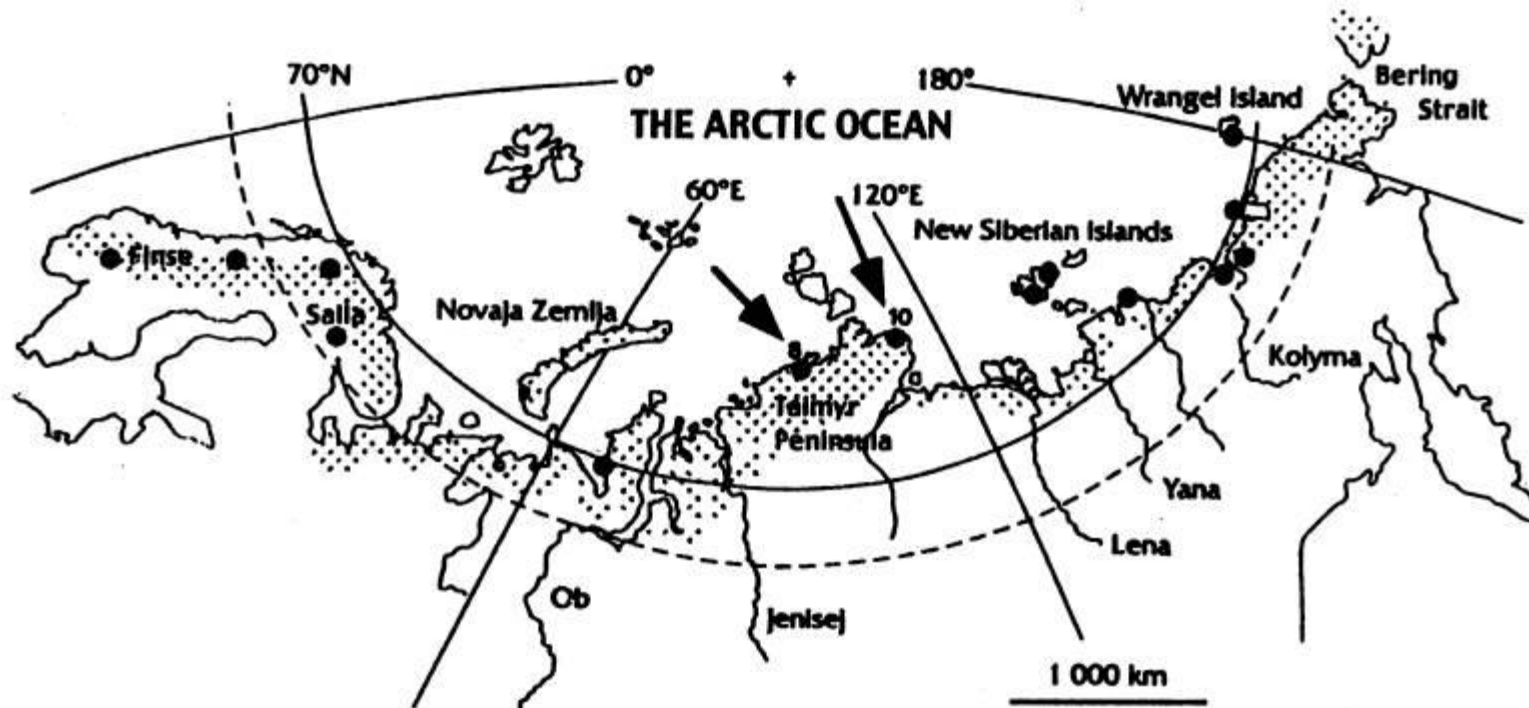 70°N
0°
180°
Bering
Strait
Wrangel Island
THE ARCTIC OCEAN
60°E
120°E
New Siberian Islands
Finse
Salla
Novaja Zemlja
8
10
Taimyr
Peninsula
Kolyma
Yana
Lena
Ob
Jenisej
1 000 km